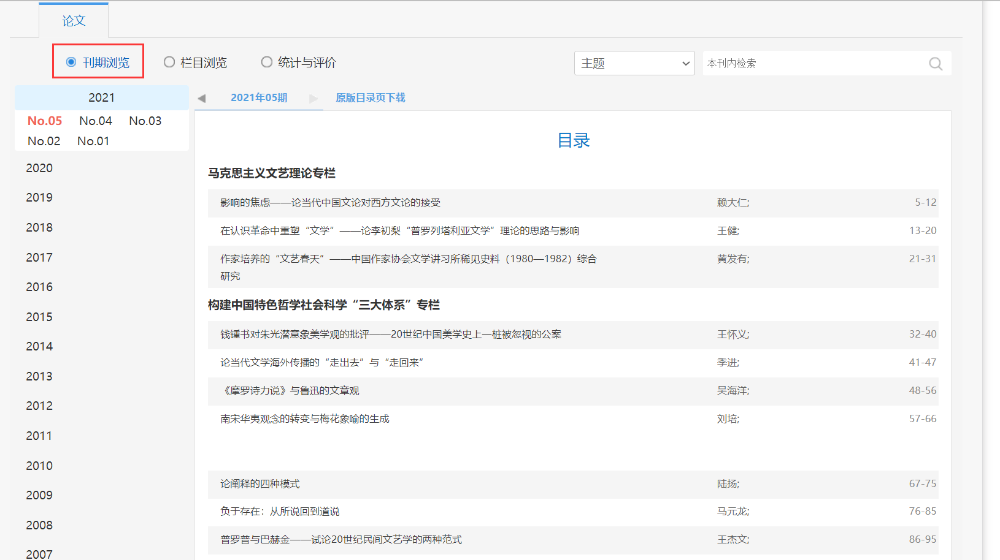 论文
刊期浏览 栏目浏览 统计与评价 主题 本刊内检索
2021 2021年05期 原版目录页下载
No.05 No.04 No.03
No.02 No.01
目录
2020
马克思主义文艺理论专栏
2019
影响的焦虑——论当代中国文论对西方文论的接受 赖大仁; 5-12
2018
在认识革命中重塑“文学”——论李初梨“普罗列塔利亚文学”理论的思路与影响 王健; 13-20
2017
作家培养的“文艺春天”——中国作家协会文学讲习所稀见史料（1980—1982）综合 黄发有; 21-31
研究
2016
构建中国特色哲学社会科学“三大体系”专栏
2015
钱锺书对朱光潜意象美学观的批评——20世纪中国美学史上一桩被忽视的公案 王怀义; 32-40
2014
论当代文学海外传播的“走出去”与“走回来” 季进; 41-47
2013
《摩罗诗力说》与鲁迅的文章观 吴海洋; 48-56
2012
南宋华夷观念的转变与梅花象喻的生成 刘培; 57-66
2011
2010
论阐释的四种模式 陆扬; 67-75
2009
负于存在：从所说回到道说 马元龙; 76-85
2008
普罗普与巴赫金——试论20世纪民间文艺学的两种范式 王杰文; 86-95
2007